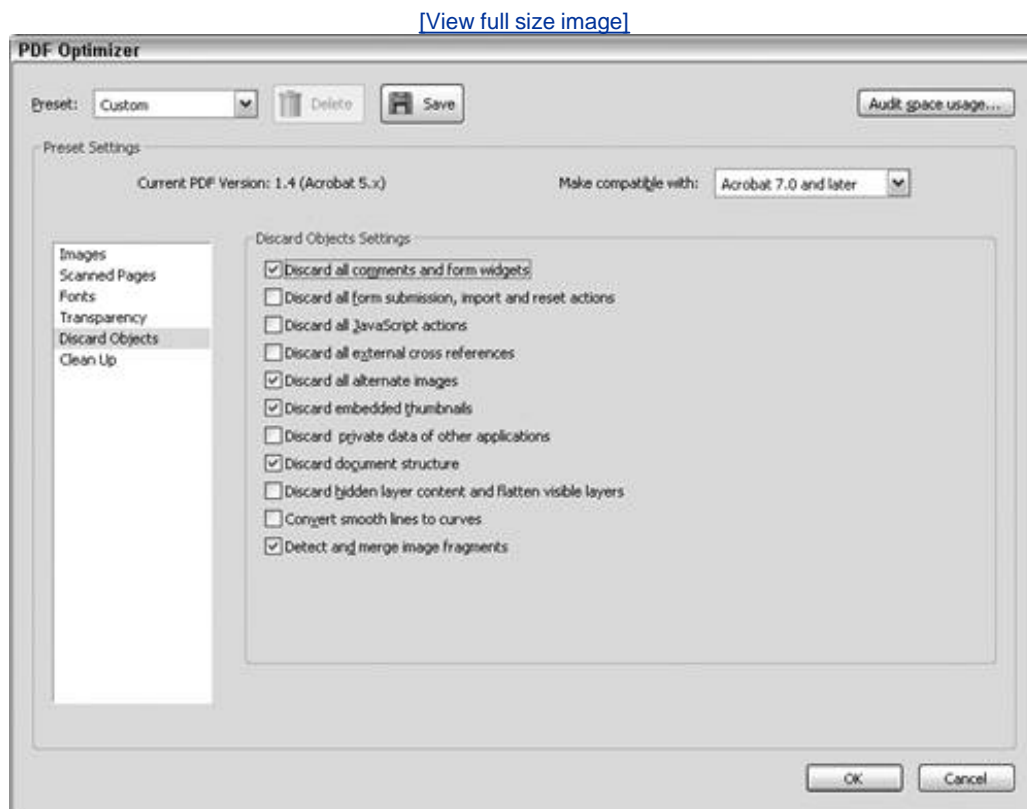 [View full size image]
PDF Optimizer
Preset: Custom Delete Save Audit space usage...
Preset Settings
Current PDF Version: 1.4 (Acrobat 5.x) Make compatible with: Acrobat 7.0 and later
Images
Scanned Pages
Fonts
Transparency
Discard Objects
Clean Up
Discard Objects Settings
Discard all comments and form widgets
Discard all form submission, import and reset actions
Discard all JavaScript actions
Discard all external cross references
Discard all alternate images
Discard embedded thumbnails
Discard private data of other applications
Discard document structure
Discard hidden layer content and flatten visible layers
Convert smooth lines to curves
Detect and merge image fragments
OK Cancel